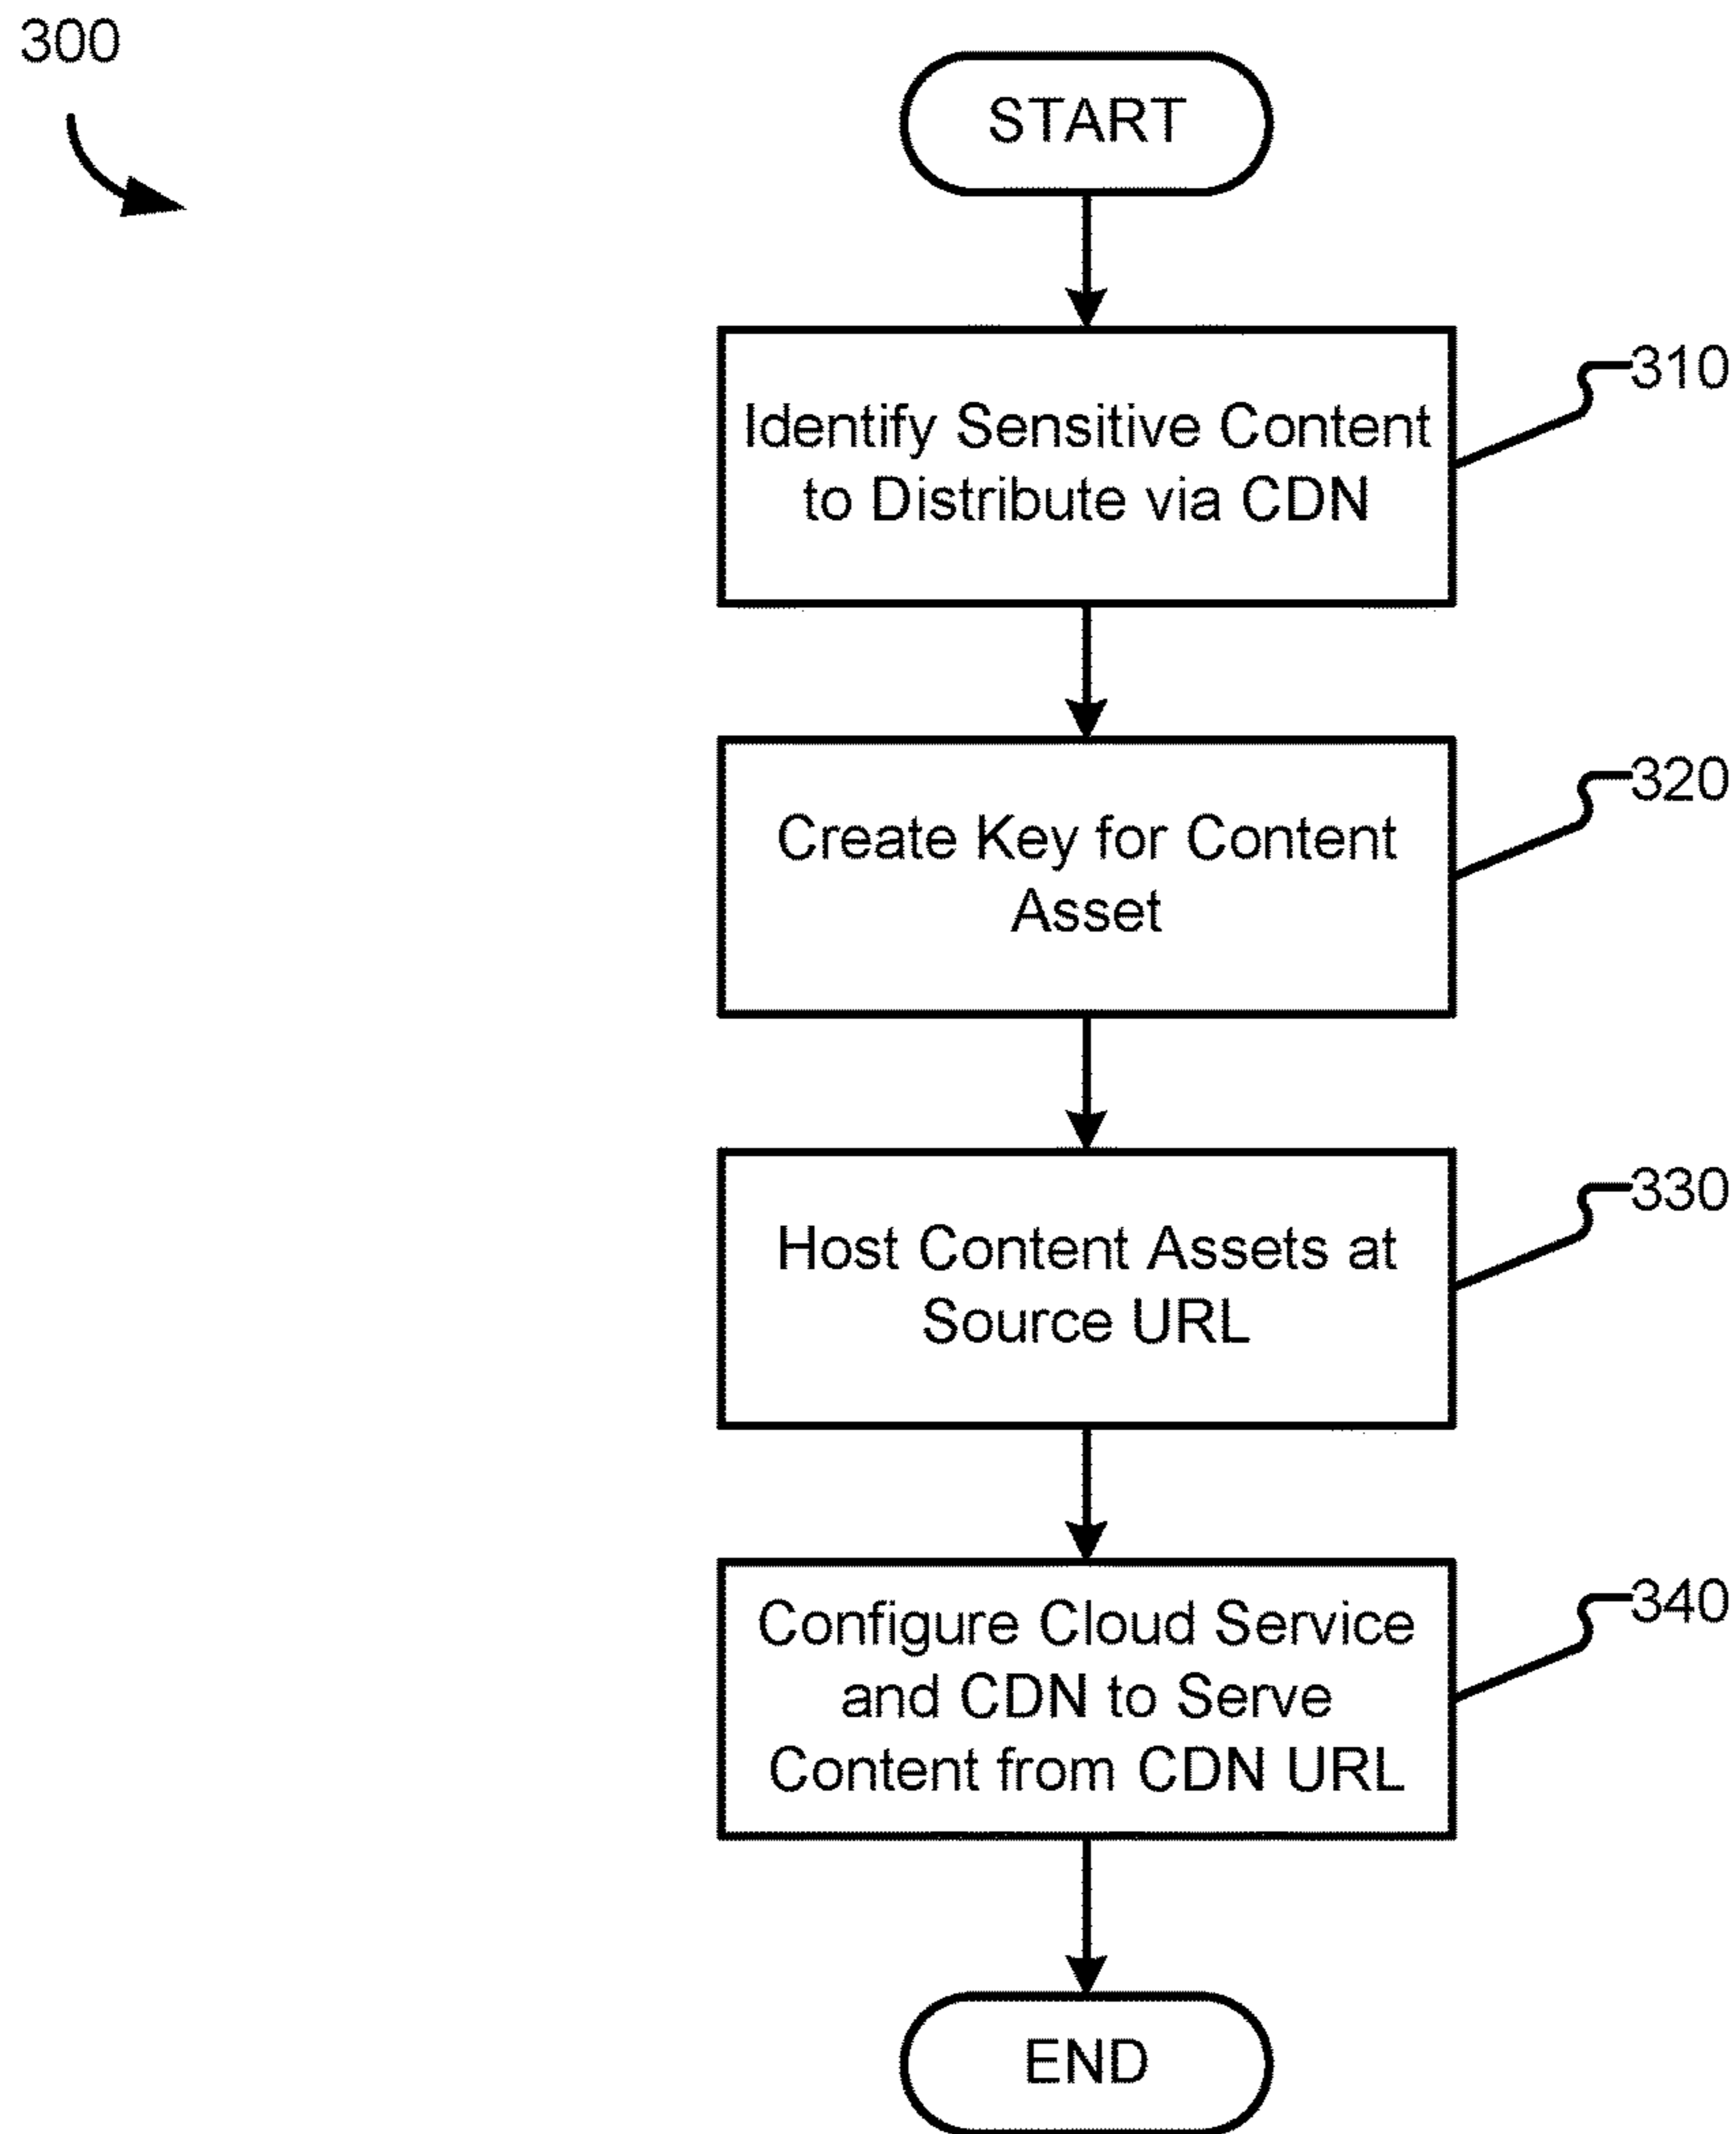 300
START
Identify Sensitive Content
to Distribute via CDN
310
Create Key for Content
Asset
320
Host Content Assets at
Source URL
330
Configure Cloud Service
and CDN to Serve
Content from CDN URL
340
END